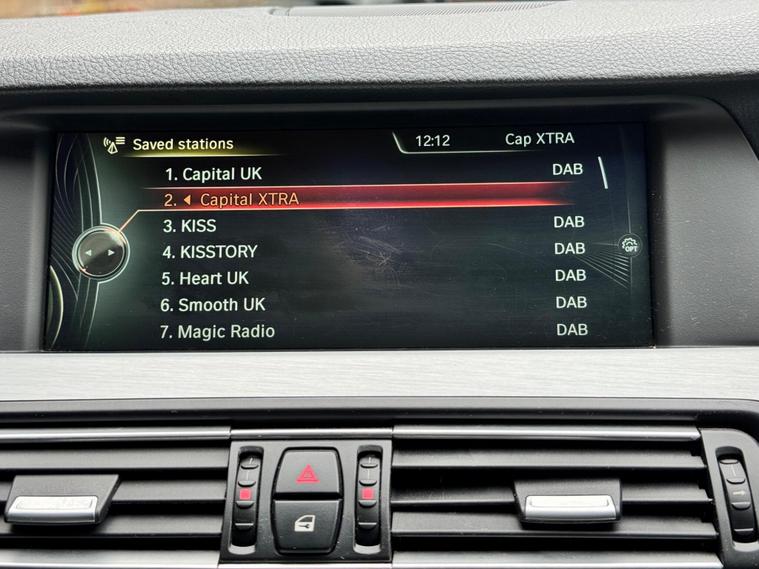 Saved stations 12:12 Cap XTRA
1. Capital UK DAB
2. Capital XTRA
3. KISS DAB
4. KISSTORY DAB
OPT
5. Heart UK DAB
6. Smooth UK DAB
7. Magic Radio DAB